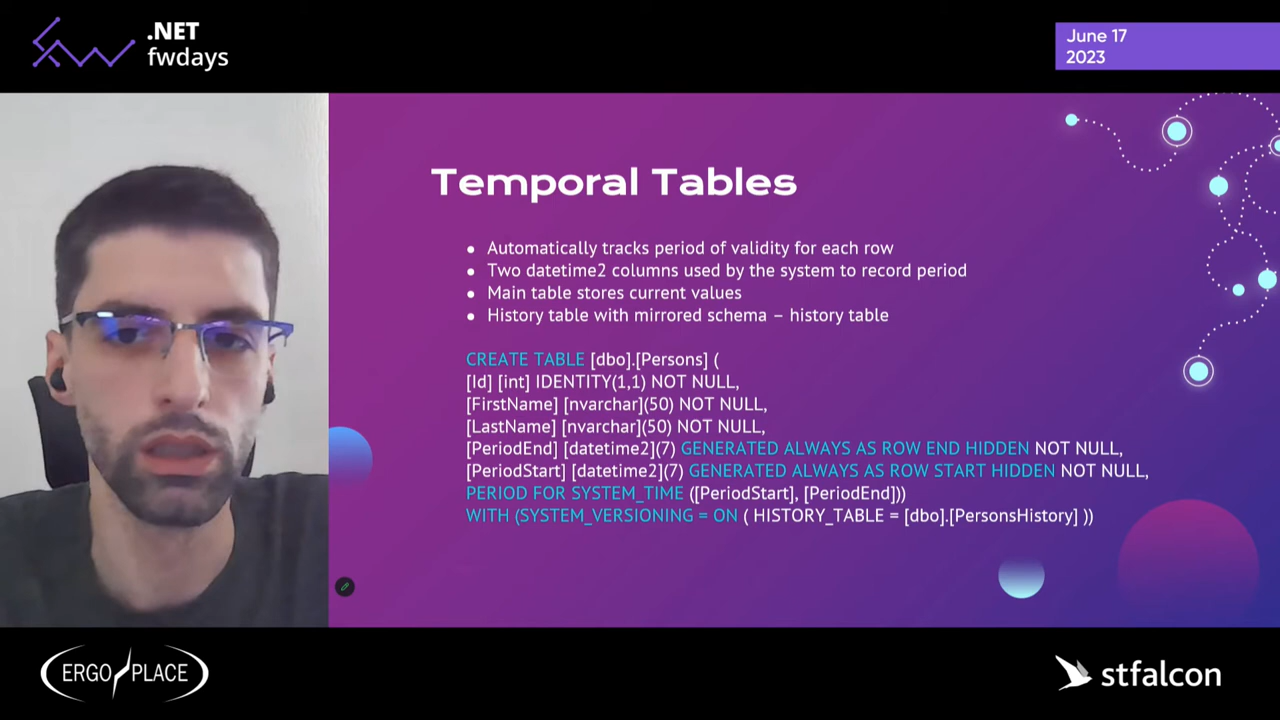 .NET
fwdays
June 17
2023
Temporal Tables
● Automatically tracks period of validity for each row
● Two datetime2 columns used by the system to record period
● Main table stores current values
● History table with mirrored schema – history table
CREATE TABLE [dbo].[Persons] (
[Id] [int] IDENTITY(1,1) NOT NULL,
[FirstName] [nvarchar](50) NOT NULL,
[LastName] [nvarchar](50) NOT NULL,
[PeriodEnd] [datetime2](7) GENERATED ALWAYS AS ROW END HIDDEN NOT NULL,
[PeriodStart] [datetime2](7) GENERATED ALWAYS AS ROW START HIDDEN NOT NULL,
PERIOD FOR SYSTEM_TIME ([PeriodStart], [PeriodEnd]))
WITH (SYSTEM_VERSIONING = ON ( HISTORY_TABLE = [dbo].[PersonsHistory] ))
ERGO PLACE
stfalcon